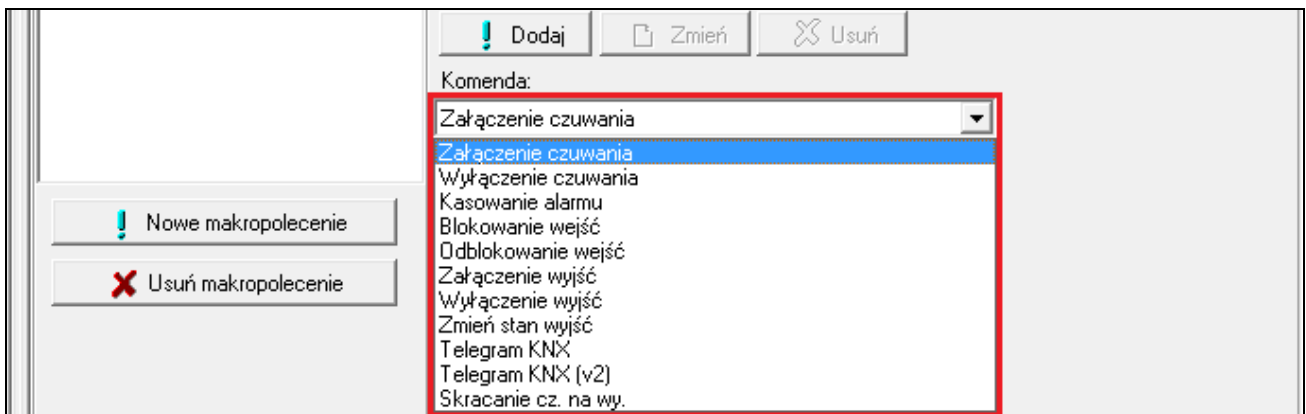 Dodaj
Zmień
Usuń
Komenda:
Załączenie czuwania
Załączenie czuwania
Wyłączenie czuwania
Kasowanie alarmu
Blokowanie wejść
Odblokowanie wejść
Załączenie wyjść
Wyłączenie wyjść
Zmień stan wyjść
Telegram KNX
Telegram KNX (v2)
Skracanie cz. na wy.
Nowe makropolecenie
Usuń makropolecenie